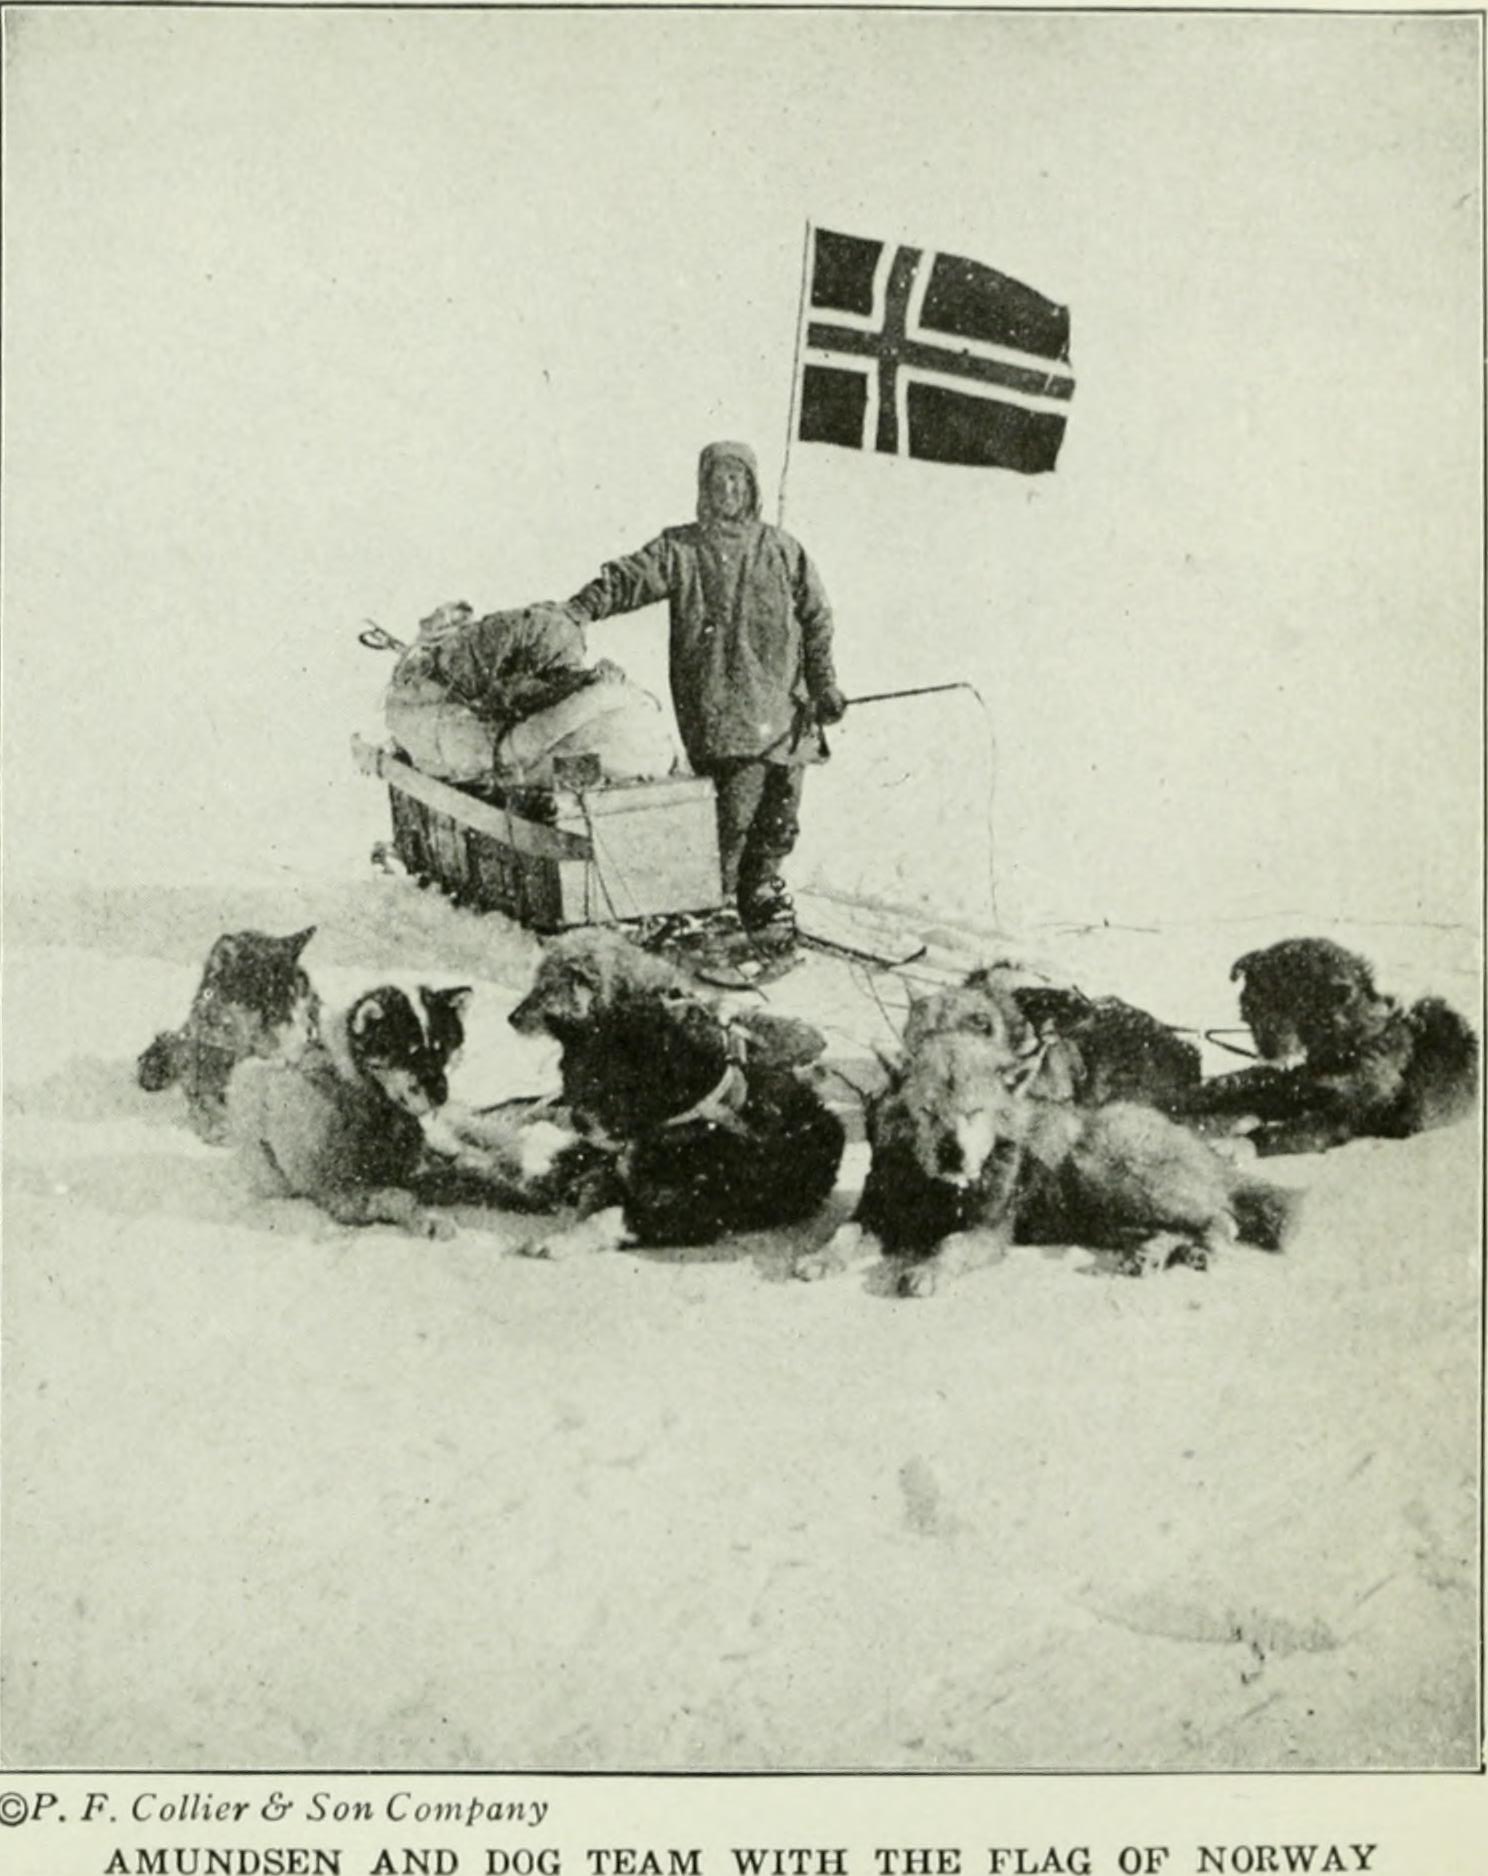 ©P. F. Collier & Son Company
AMUNDSEN AND DOG TEAM WITH THE FLAG OF NORWAY